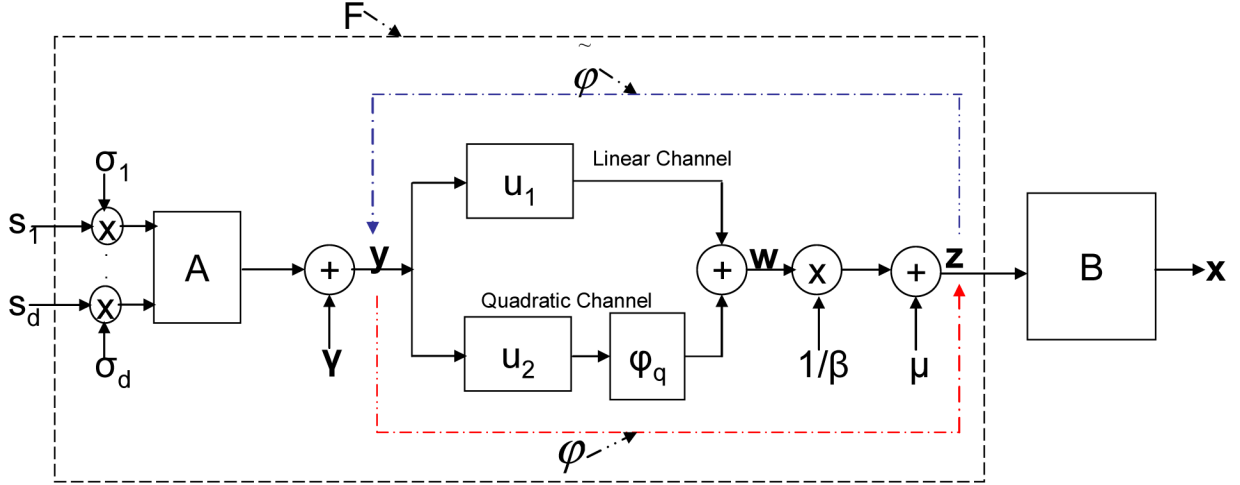 F
~
φ
σ1
Linear Channel
u1
s1
x
A
+
y
+
w
x
+
z
B
x
Quadratic Channel
sd
x
σd
γ
u2
φq
1/β
μ
φ